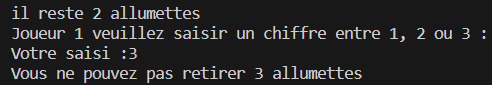 il reste 2 allumettes
Joueur 1 veuillez saisir un chiffre entre 1, 2 ou 3 :
Votre saisi :3
Vous ne pouvez pas retirer 3 allumettes